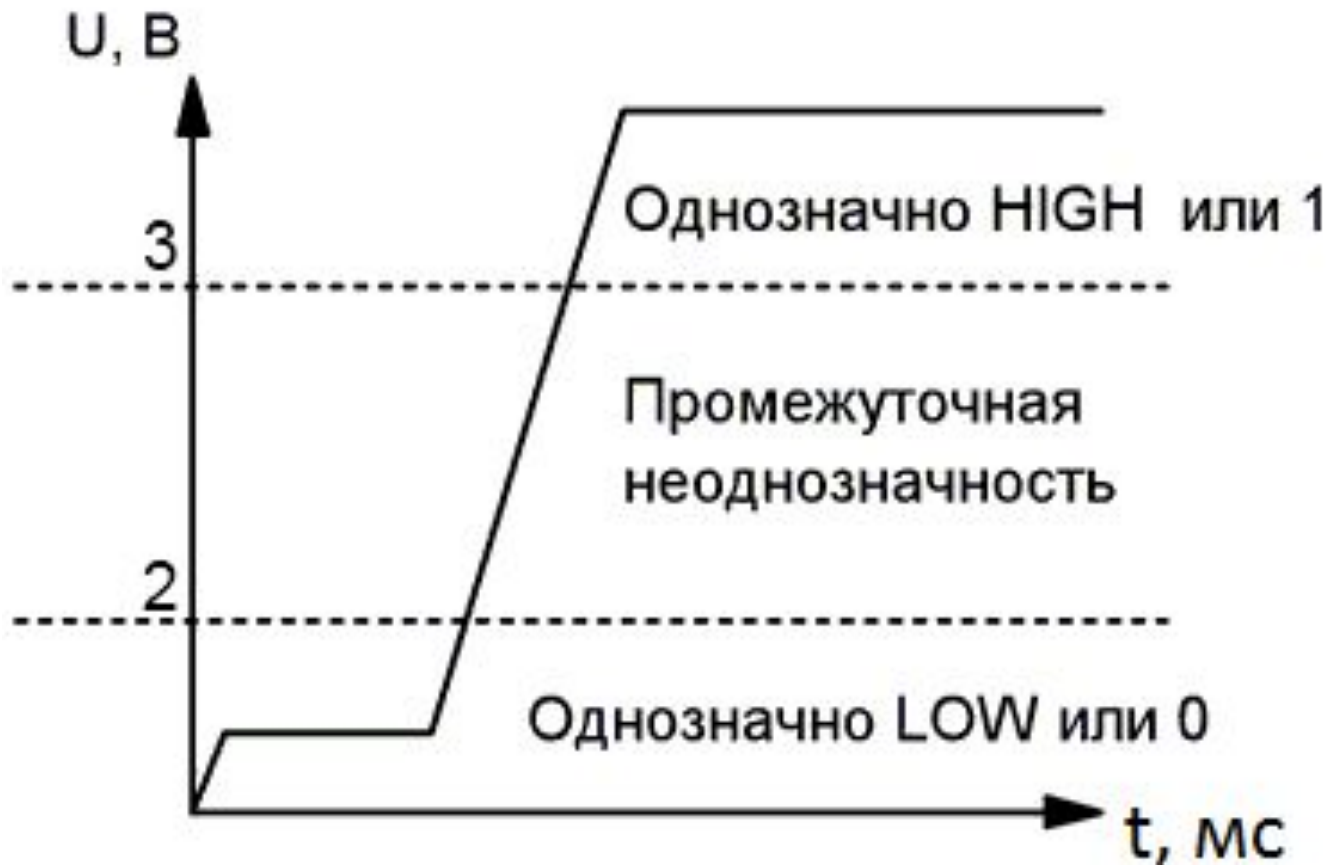 U, В
Однозначно HIGH или 1
3
Промежуточная
неоднозначность
2
Однозначно LOW или 0
t, мс